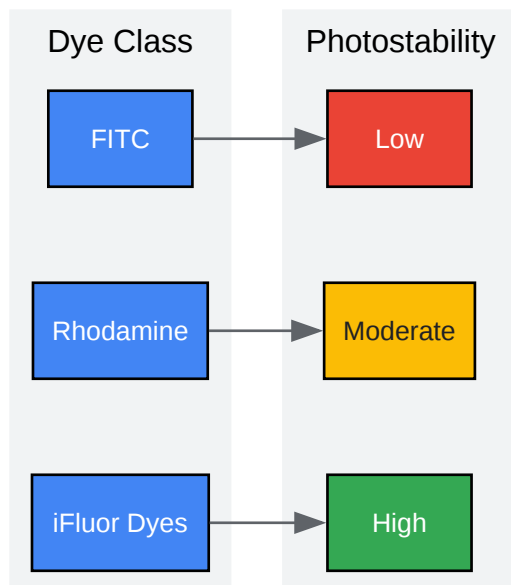 Dye Class
Photostability
FITC
Low
Rhodamine
Moderate
iFluor Dyes
High